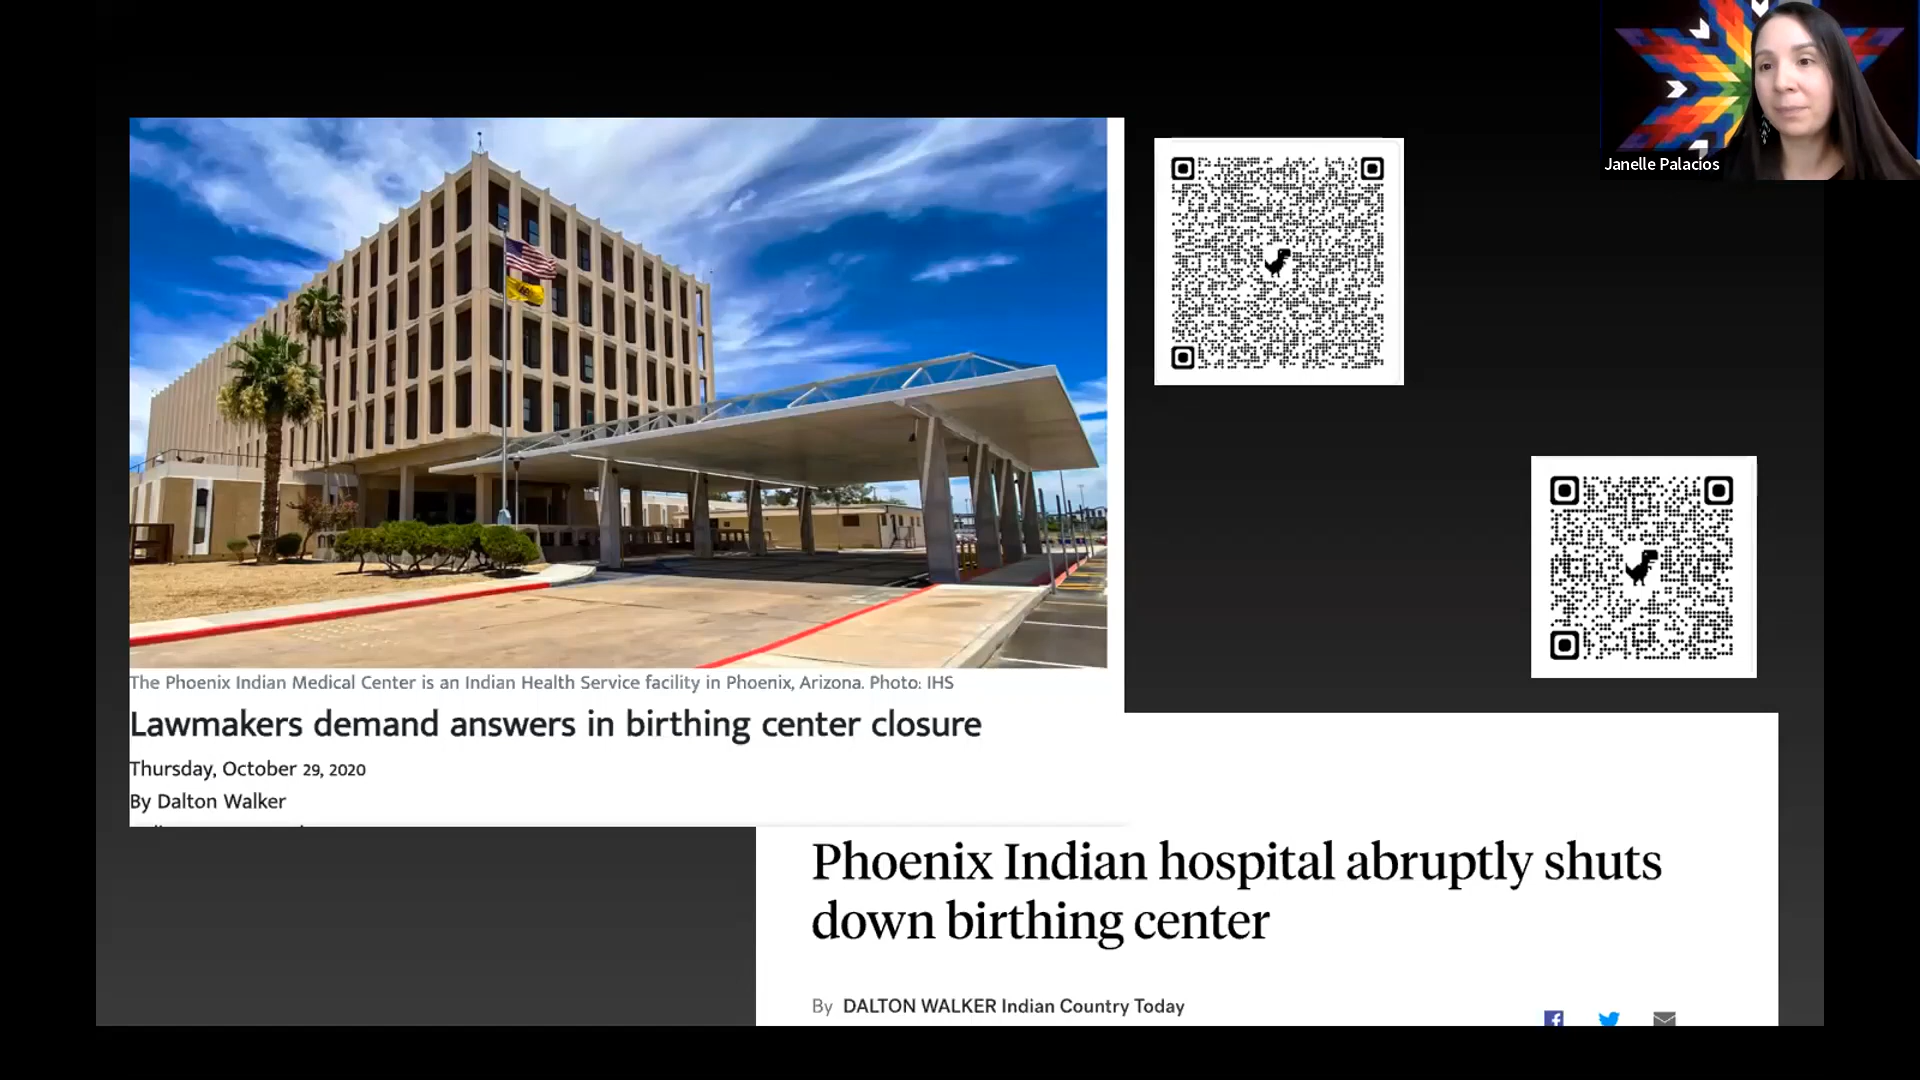 Janelle Palacios
The Phoenix Indian Medical Center is an Indian Health Service facility in Phoenix, Arizona. Photo: IHS
Lawmakers demand answers in birthing center closure
Thursday, October 29, 2020
By Dalton Walker
Phoenix Indian hospital abruptly shuts
down birthing center
By DALTON WALKER Indian Country Today